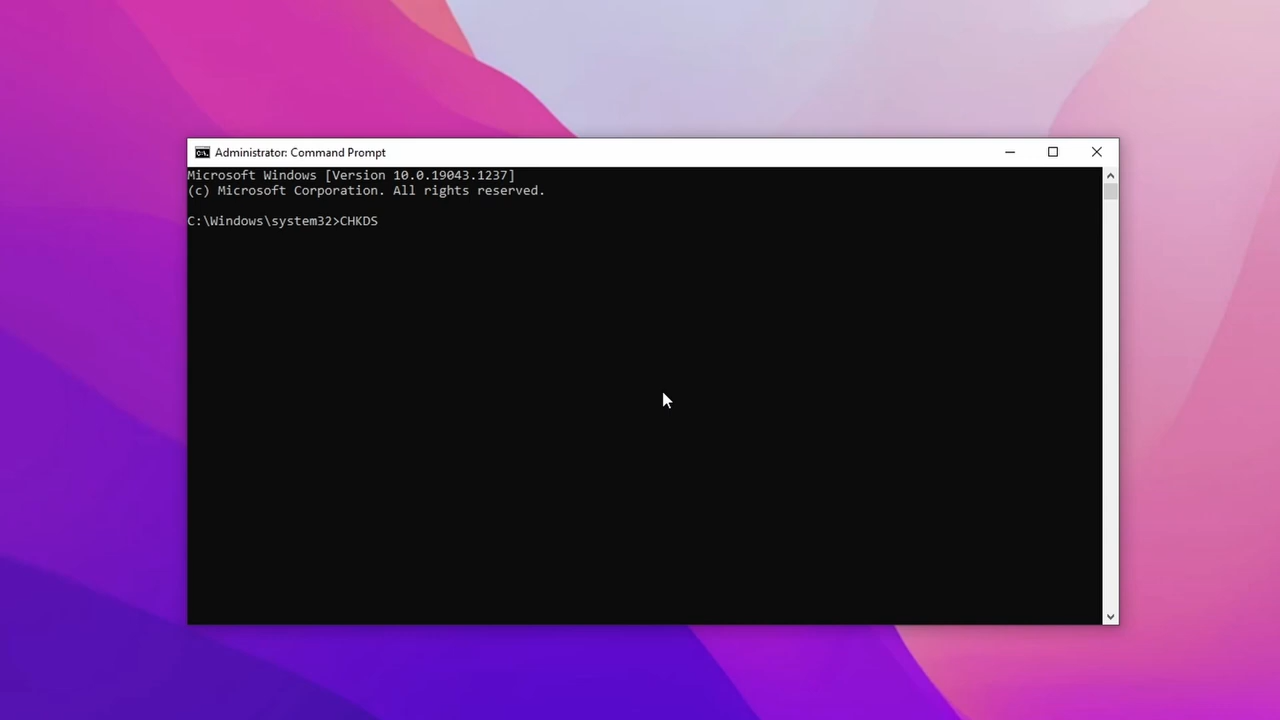 Administrator: Command Prompt
Microsoft Windows [Version 10.0.19043.1237]
(c) Microsoft Corporation. All rights reserved.
C:\Windows\system32>CHKDS